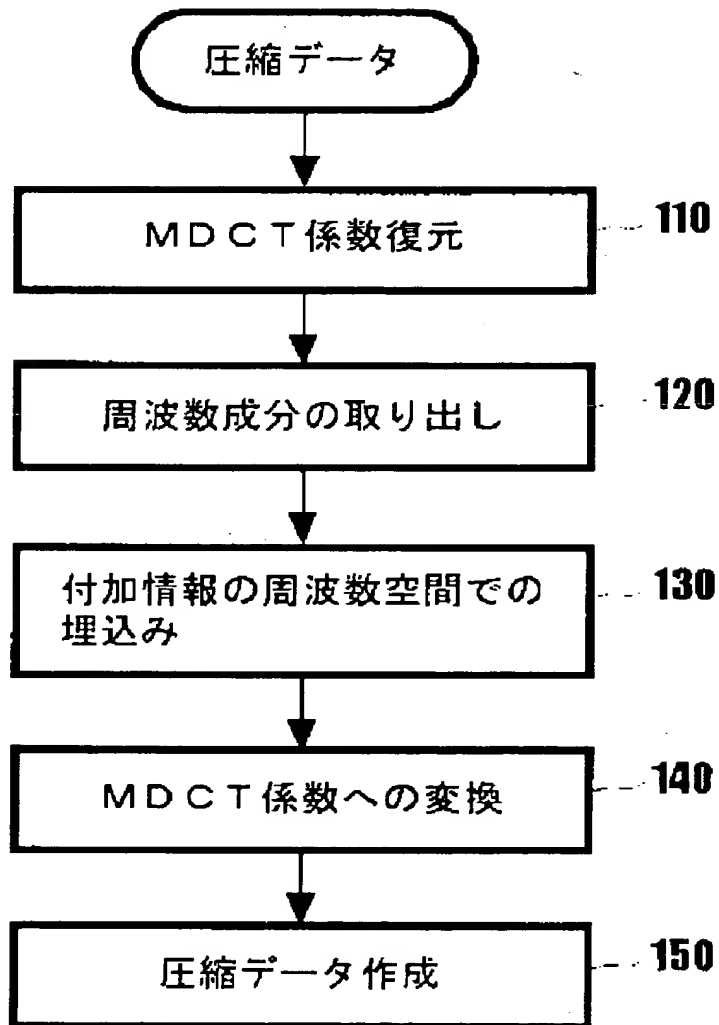 圧縮データ
ＭＤＣＴ係数復元
110
周波数成分の取り出し
120
付加情報の周波数空間での
埋込み
130
ＭＤＣＴ係数への変換
140
圧縮データ作成
150